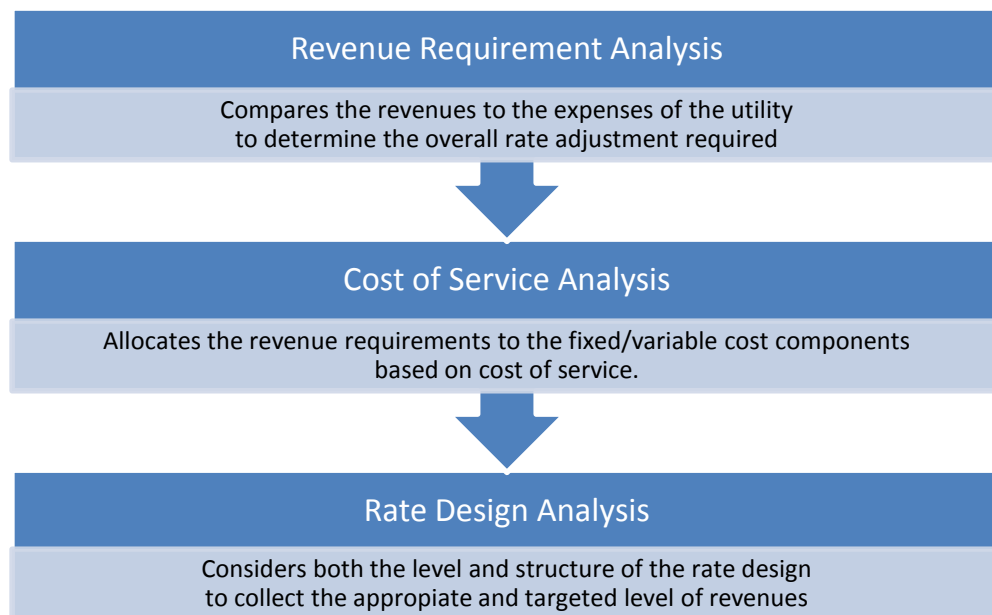 Revenue Requirement Analysis
Compares the revenues to the expenses of the utility
to determine the overall rate adjustment required
Cost of Service Analysis
Allocates the revenue requirements to the fixed/variable cost components
based on cost of service.
Rate Design Analysis
Considers both the level and structure of the rate design
to collect the appropiate and targeted level of revenues